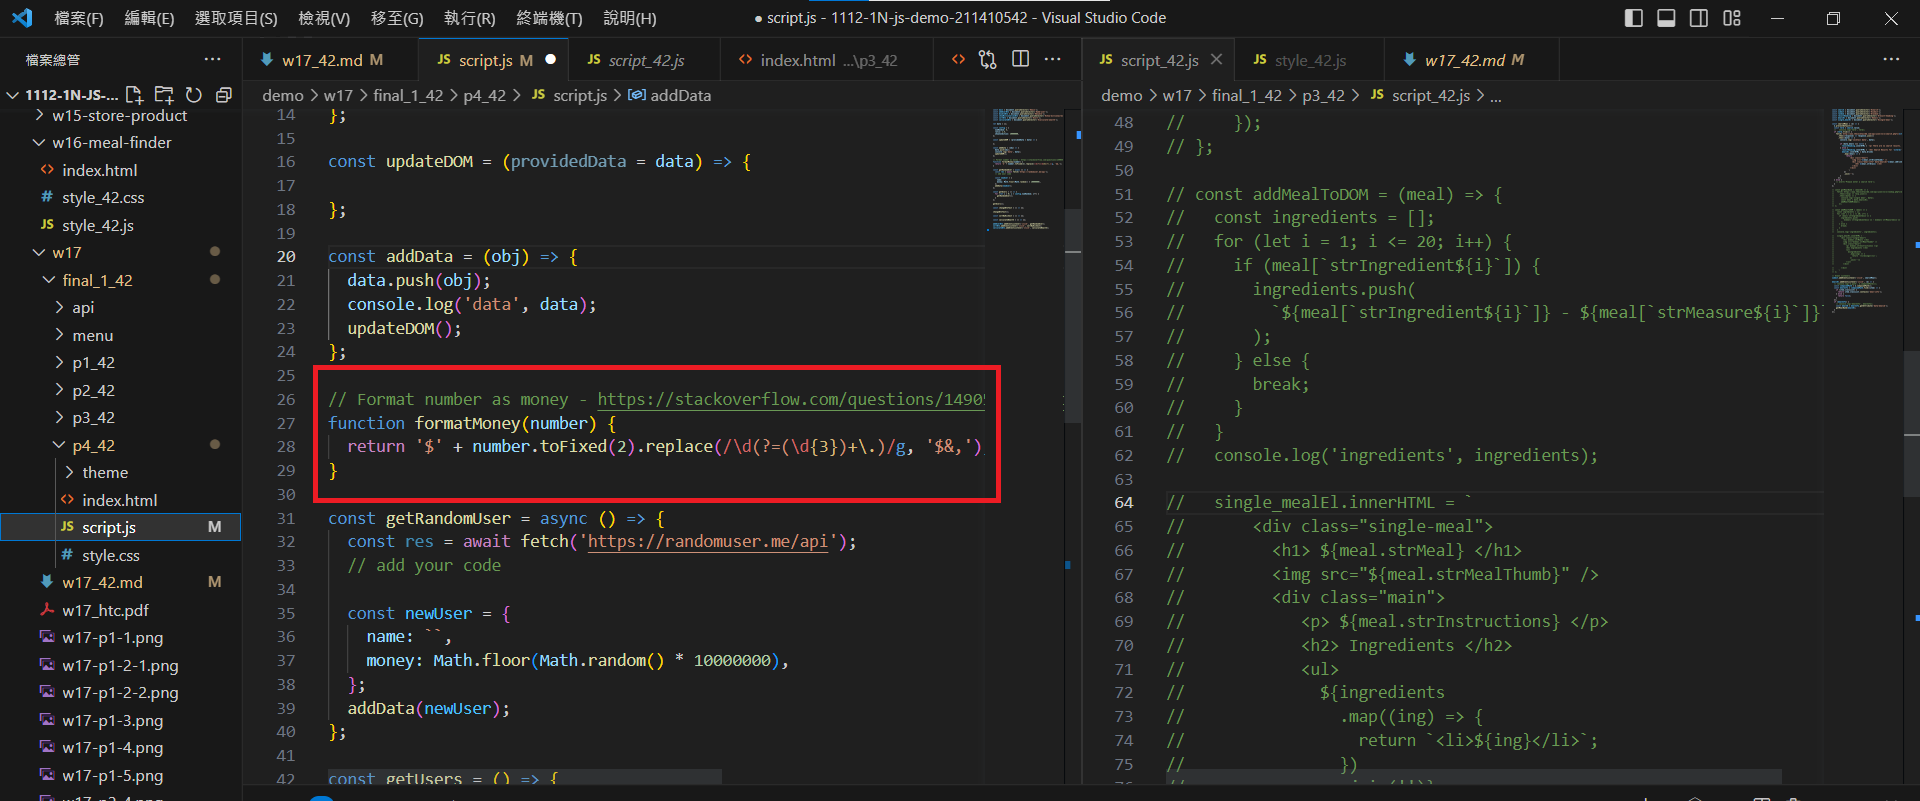 檔案(F) 編輯(E) 選取項目(S) 檢視(V) 移至(G) 執行(R) 終端機(T) 說明(H)
● script.js - 1112-1N-js-demo-211410542 - Visual Studio Code
檔案總管
1112-1N-JS-...
w15-store-product
w16-meal-finder
index.html
style_42.css
style_42.js
w17
final_1_42
api
menu
p1_42
p2_42
p3_42
p4_42
theme
index.html
script.js M
style.css
w17_42.md M
w17_htc.pdf
w17-p1-1.png
w17-p1-2-1.png
w17-p1-2-2.png
w17-p1-3.png
w17-p1-4.png
w17-p1-5.png
w17_42.md M
script.js M
script_42.js
index.html ...\p3_42
demo > w17 > final_1_42 > p4_42 > JS script.js > addData
14 };
15
16 const updateDOM = (providedData = data) => {
17
18 };
19
20 const addData = (obj) => {
21 data.push(obj);
22 console.log('data', data);
23 updateDOM();
24 };
25
26 // Format number as money - https://stackoverflow.com/questions/1490
27 function formatMoney(number) {
28 return '$' + number.toFixed(2).replace(/\d(?=(\d{3})+\.)/g, '$&,')
29 }
30
31 const getRandomUser = async () => {
32 const res = await fetch('https://randomuser.me/api');
33 // add your code
34
35 const newUser = {
36 name: ``,
37 money: Math.floor(Math.random() * 10000000),
38 };
39 addData(newUser);
40 };
41
42 const getUsers = () => {
JS script_42.js
JS style_42.js
w17_42.md M
demo > w17 > final_1_42 > p3_42 > JS script_42.js > ...
48 // });
49 // };
50
51 // const addMealToDOM = (meal) => {
52 // const ingredients = [];
53 // for (let i = 1; i <= 20; i++) {
54 // if (meal[`strIngredient${i}`]) {
55 // ingredients.push(
56 // `${meal[`strIngredient${i}`]} - ${meal[`strMeasure${i}`]}
57 // );
58 // } else {
59 // break;
60 // }
61 // }
62 // console.log('ingredients', ingredients);
63
64 // single_mealEl.innerHTML = `
65 // <div class="single-meal">
66 // <h1> ${meal.strMeal} </h1>
67 // <img src="${meal.strMealThumb}" />
68 // <div class="main">
69 // <p> ${meal.strInstructions} </p>
70 // <h2> Ingredients </h2>
71 // <ul>
72 // ${ingredients
73 // .map((ing) => {
74 // return `<li>${ing}</li>`;
75 // })